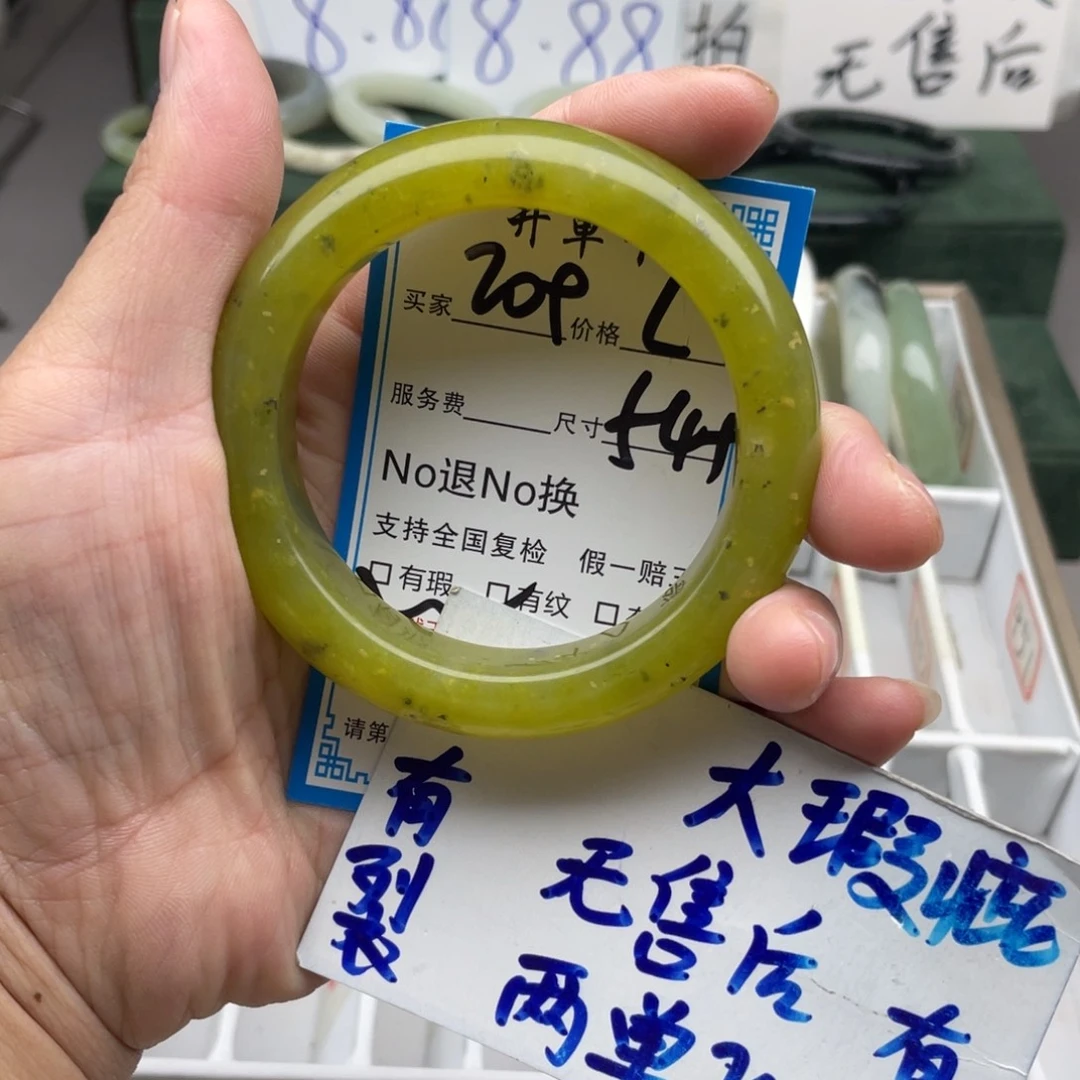 8.88
拍
无售后
开单
买家 209 价格
服务费 尺寸 54
No退No换
支持全国复检 假一赔
有瑕 有纹
请第
有裂
大瑕疵
无售后
两单
有